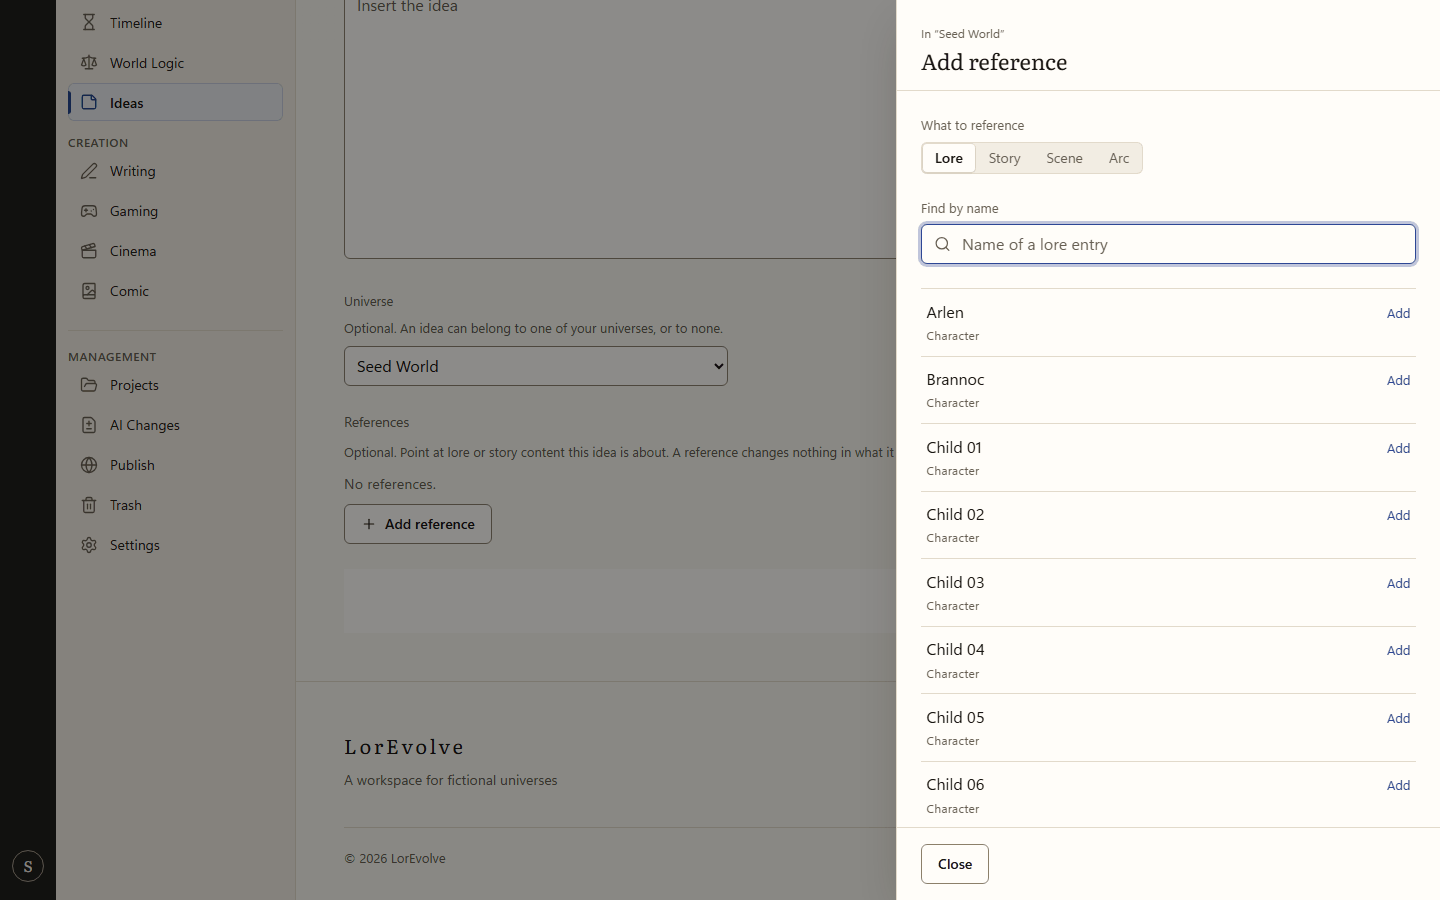 Timeline
World Logic
Ideas
CREATION
Writing
Gaming
Cinema
Comic
MANAGEMENT
Projects
AI Changes
Publish
Trash
Settings
S
Insert the idea
Universe
Optional. An idea can belong to one of your universes, or to none.
Seed World
References
Optional. Point at lore or story content this idea is about. A reference changes nothing in what it
No references.
Add reference
LorEvolve
A workspace for fictional universes
© 2026 LorEvolve
In “Seed World”
Add reference
What to reference
Lore Story Scene Arc
Find by name
Name of a lore entry
Arlen Add
Character
Brannoc Add
Character
Child 01 Add
Character
Child 02 Add
Character
Child 03 Add
Character
Child 04 Add
Character
Child 05 Add
Character
Child 06 Add
Character
Close